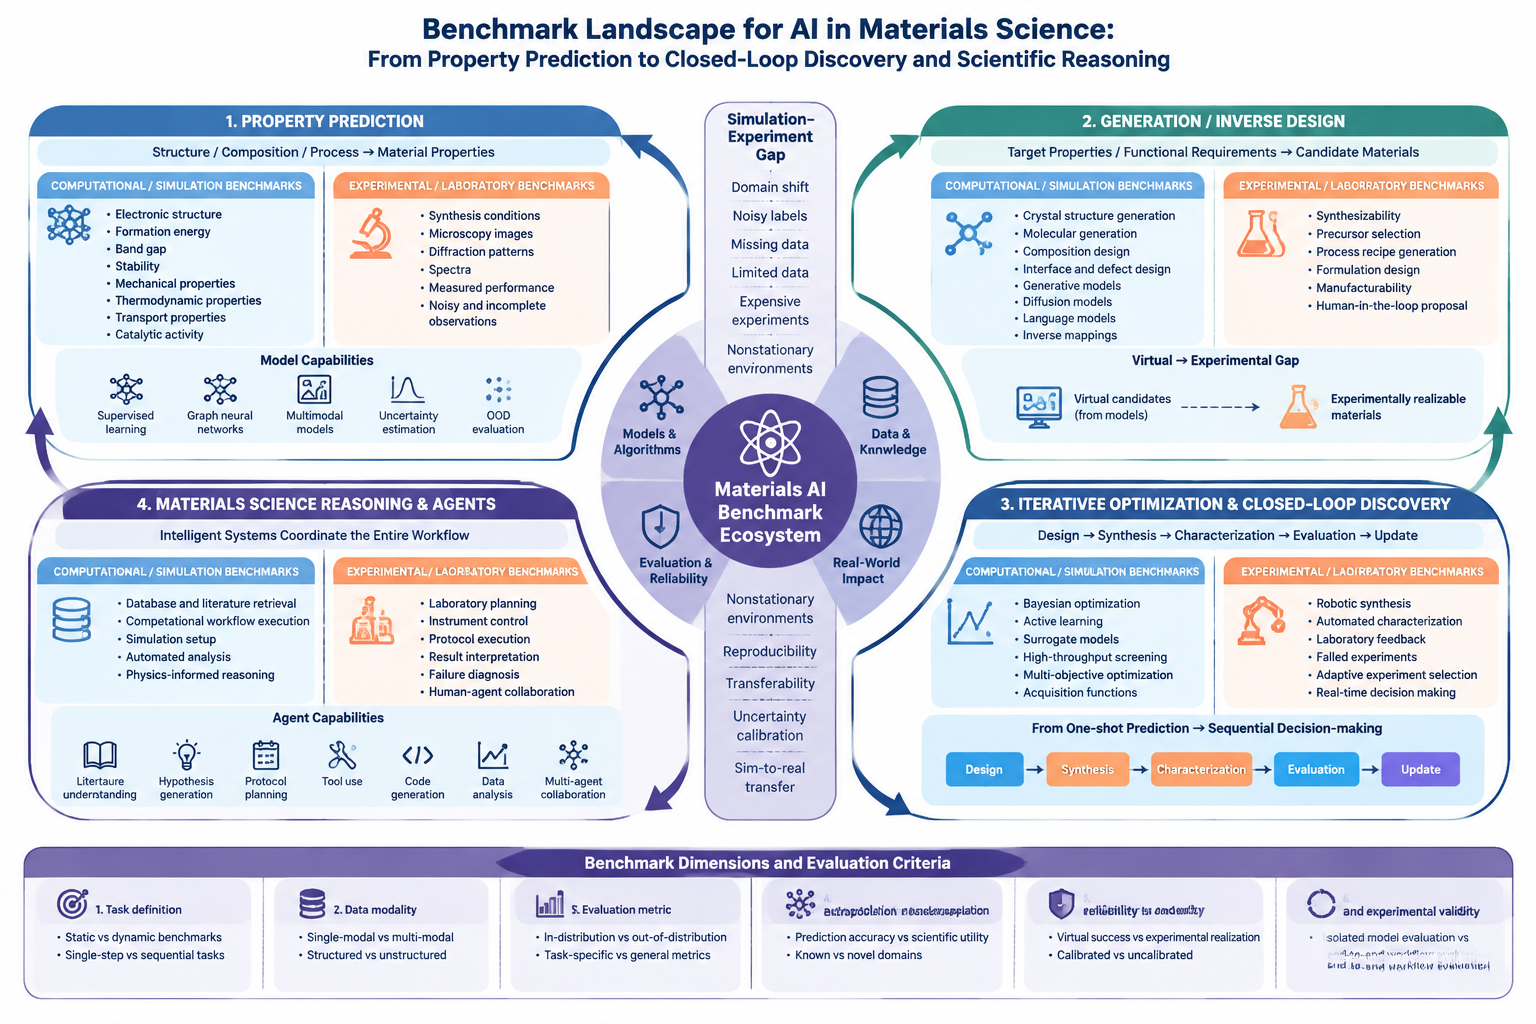 Benchmark Landscape for AI in Materials Science:
From Property Prediction to Closed-Loop Discovery and Scientific Reasoning
1. PROPERTY PREDICTION
Structure / Composition / Process → Material Properties
COMPUTATIONAL / SIMULATION BENCHMARKS
• Electronic structure
• Formation energy
• Band gap
• Stability
• Mechanical properties
• Thermodynamic properties
• Transport properties
• Catalytic activity
EXPERIMENTAL / LABORATORY BENCHMARKS
• Synthesis conditions
• Microscopy images
• Diffraction patterns
• Spectra
• Measured performance
• Noisy and incomplete
observations
Model Capabilities
Supervised
learning
Graph neural
networks
Multimodal
models
Uncertainty
estimation
OOD
evaluation
Simulation–
Experiment
Gap
Domain shift
Noisy labels
Missing data
Limited data
Expensive
experiments
Nonstationary
environments
2. GENERATION / INVERSE DESIGN
Target Properties / Functional Requirements → Candidate Materials
COMPUTATIONAL / SIMULATION BENCHMARKS
• Crystal structure generation
• Molecular generation
• Composition design
• Interface and defect design
• Generative models
• Diffusion models
• Language models
• Inverse mappings
EXPERIMENTAL / LABORRATORY BENCHMARKS
• Synthesizability
• Precursor selection
• Process recipe generation
• Formulation design
• Manufacturability
• Human-in-the-loop proposal
Virtual → Experimental Gap
Virtual candidates
(from models)
Experimentally realizable
materials
Models &
Algorithms
Data &
Knnwledge
Materials AI
Benchmark
Ecosystem
Evaluation &
Reliability
Real-World
Impact
4. MATERIALS SCIENCE REASONING & AGENTS
Intelligent Systems Coordinate the Entire Workflow
COMPUTATIONAL / SIMULATION BENCHMARKS
• Database and literature retrieval
• Competational workflow execution
• Simulation setup
• Automated analysis
• Physics-informed reasoning
EXPERIMENTAL / BENCHMARKS
• Laboratory planning
• Instrument control
• Protocol execution
• Result interpretation
• Failure diagnosis
• Human-agent collaboration
Agent Capabilities
Litertaure
understanding
Hypothesis
generation
Protocol
planning
Tool use
Code
generation
Data
analysis
Multi-agent
collaboration
Nonstationary
environments
Reproducibility
Transferability
Uncertainty
calibration
Sim-to-real
transfer
3. ITERATIVEE OPTIMIZATION & CLOSED-LOOP DISCOVERY
Design → Synthesis → Characterization → Evaluation → Update
COMPUTATIONAL / SIMULATION BENCHMARKS
• Bayesian optimization
• Active learning
• Surrogate models
• High-throughput screening
• Multi-objective optimization
• Acquisition functions
EXPERIMENTAL / BENCHMARKS
• Robotic synthesis
• Automated characterization
• Laboratory feedback
• Falled experiments
• Adaptive experiment selection
• Real-time decision making
From One-shot Prediction → Sequential Decision-making
Design → Synthesis → Characterization → Evaluation → Update
Benchmark Dimensions and Evaluation Criteria
1. Task definition
• Static vs dynamic benchmarks
• Single-step vs sequential tasks
2. Data modality
• Single-modal vs multi-modal
• Structured vs unstructured
5. Evaluation metric
• In-distribution vs out-of-distribution
• Task-specific vs general metrics
• Prediction accuracy vs scientific utility
• Known vs novel domains
• Virtual success vs experimental realization
• Calibrated vs uncalibrated
and experimental validity
• Isolated model evaluation vs